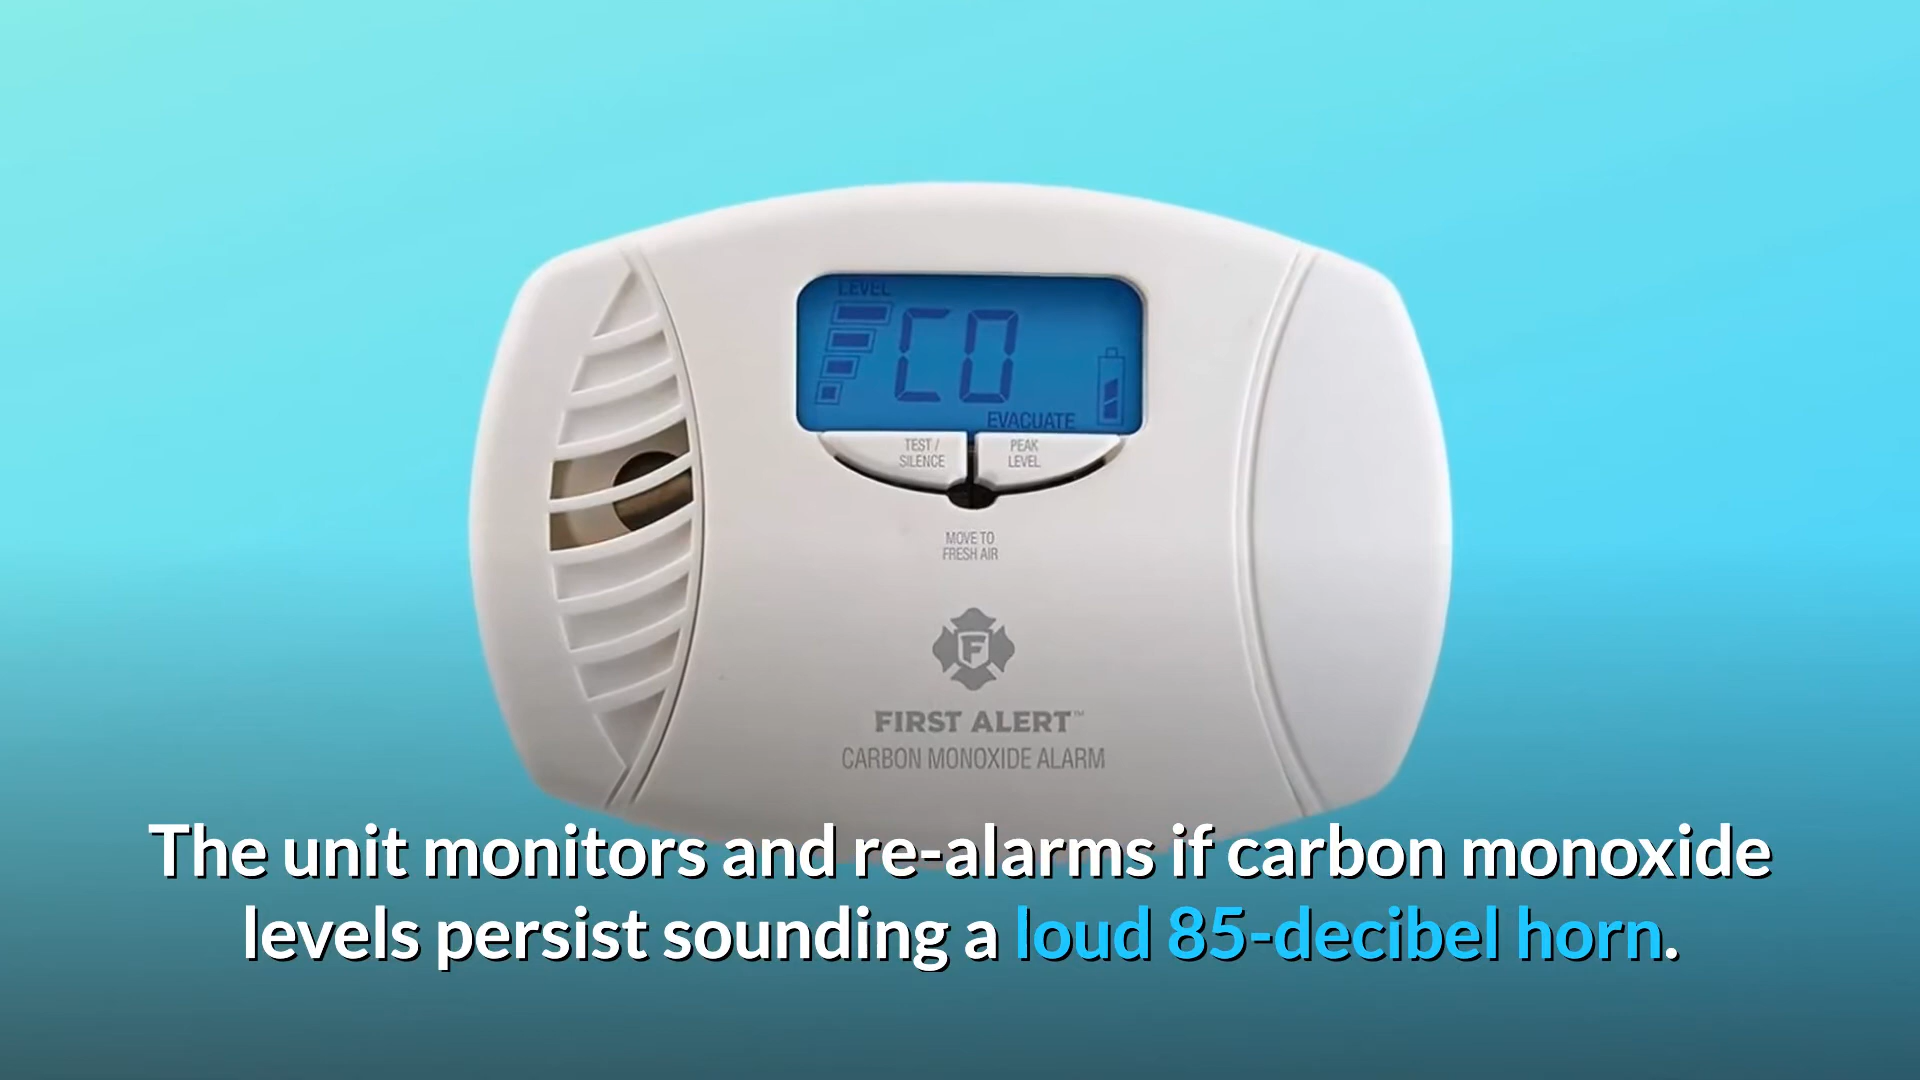 LEVEL
CO
EVACUATE
TEST / SILENCE
PEAK LEVEL
MOVE TO
FRESH AIR
F
FIRST ALERT™
CARBON MONOXIDE ALARM
The unit monitors and re-alarms if carbon monoxide
levels persist sounding a loud 85-decibel horn.